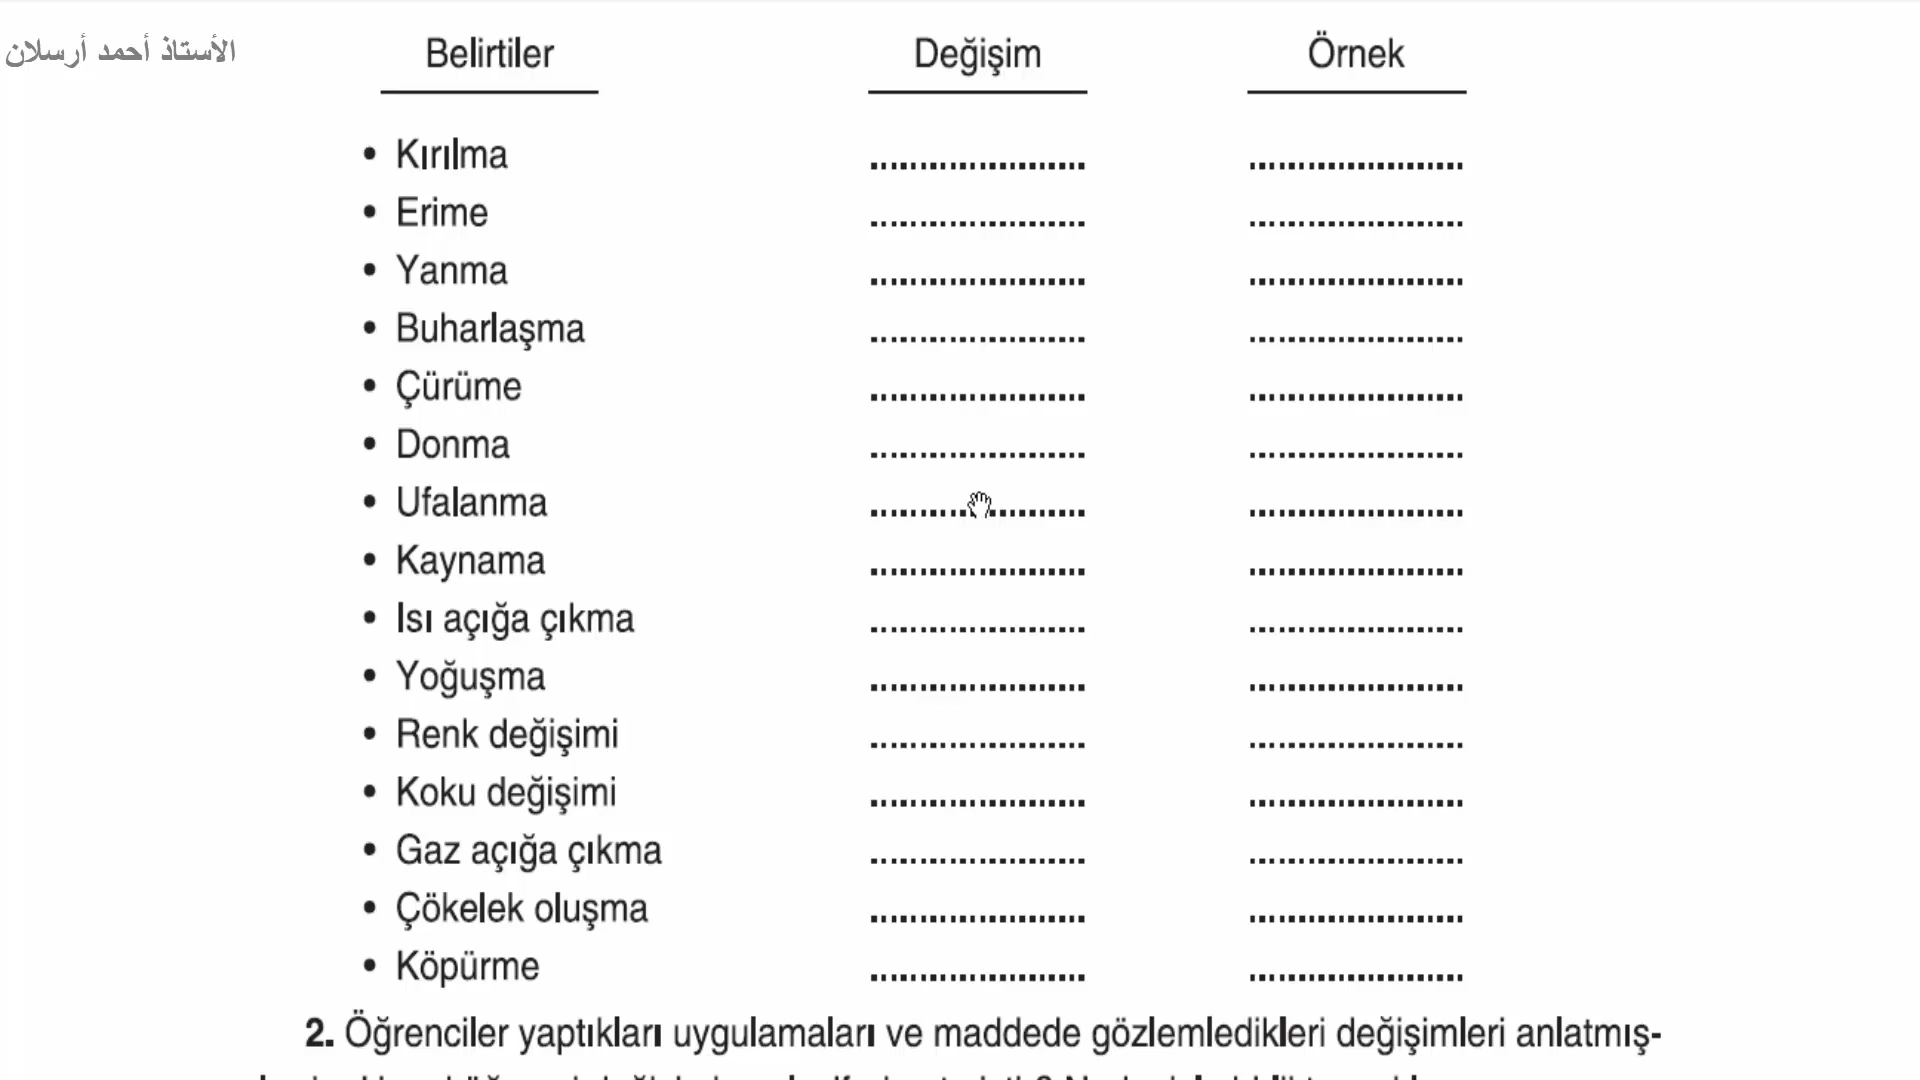 الأستاذ أحمد أرسلان
Belirtiler Değişim Örnek
• Kırılma ...................... ......................
• Erime ...................... ......................
• Yanma ...................... ......................
• Buharlaşma ...................... ......................
• Çürüme ...................... ......................
• Donma ...................... ......................
• Ufalanma ...................... ......................
• Kaynama ...................... ......................
• Isı açığa çıkma ...................... ......................
• Yoğuşma ...................... ......................
• Renk değişimi ...................... ......................
• Koku değişimi ...................... ......................
• Gaz açığa çıkma ...................... ......................
• Çökelek oluşma ...................... ......................
• Köpürme ...................... ......................
2. Öğrenciler yaptıkları uygulamaları ve maddede gözlemledikleri değişimleri anlatmış-